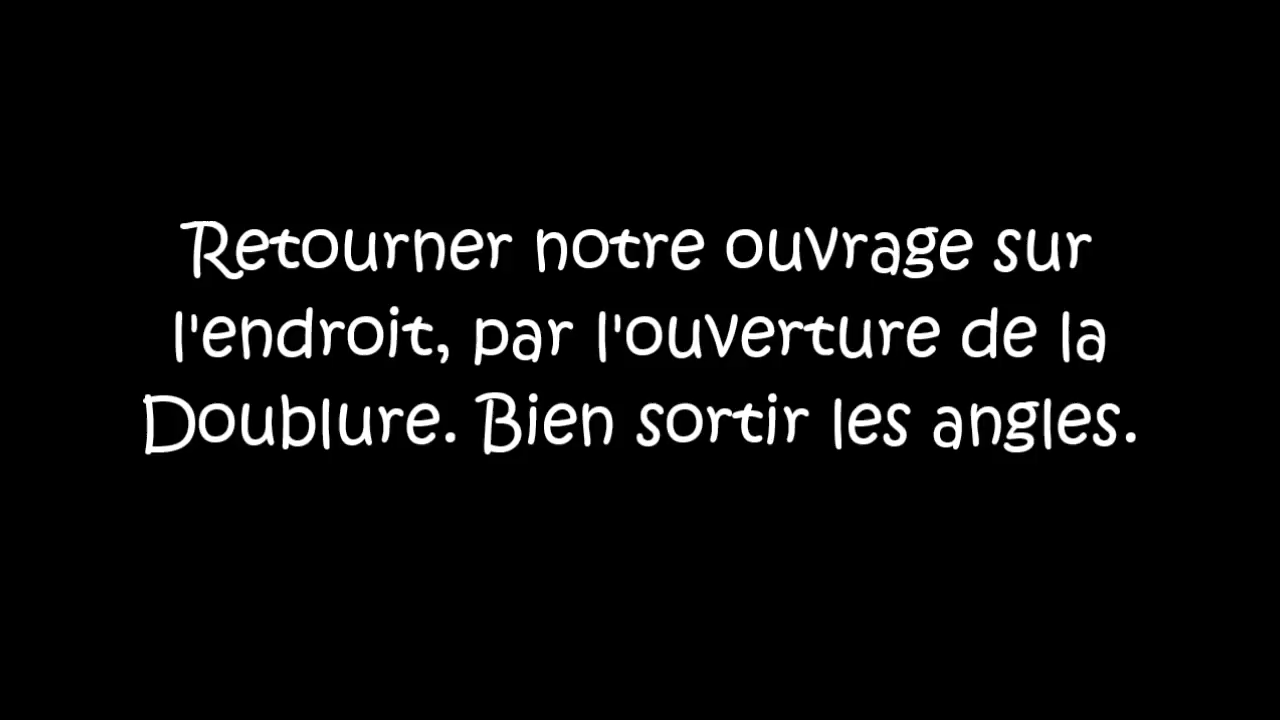 Retourner notre ouvrage sur
l'endroit, par l'ouverture de la
Doublure. Bien sortir les angles.